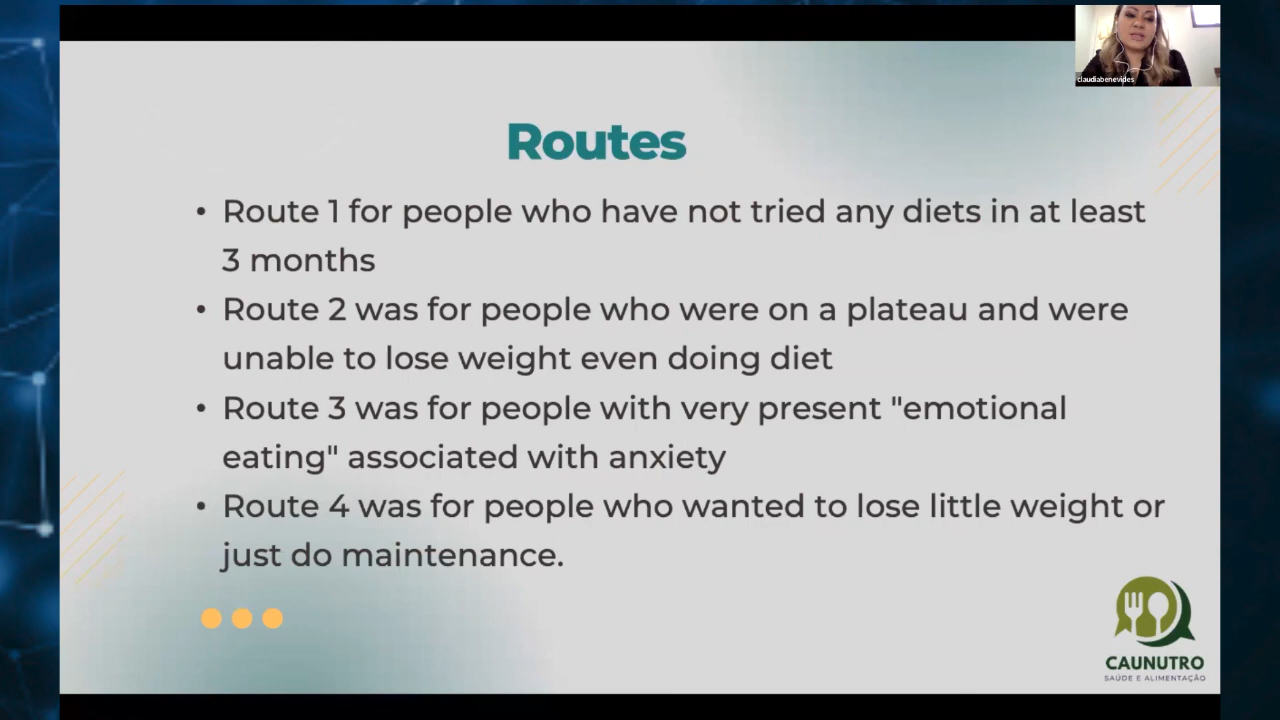 claudiabenevides
Routes
• Route 1 for people who have not tried any diets in at least
3 months
• Route 2 was for people who were on a plateau and were
unable to lose weight even doing diet
• Route 3 was for people with very present "emotional
eating" associated with anxiety
• Route 4 was for people who wanted to lose little weight or
just do maintenance.
CAUNUTRO
SAÚDE E ALIMENTAÇÃO